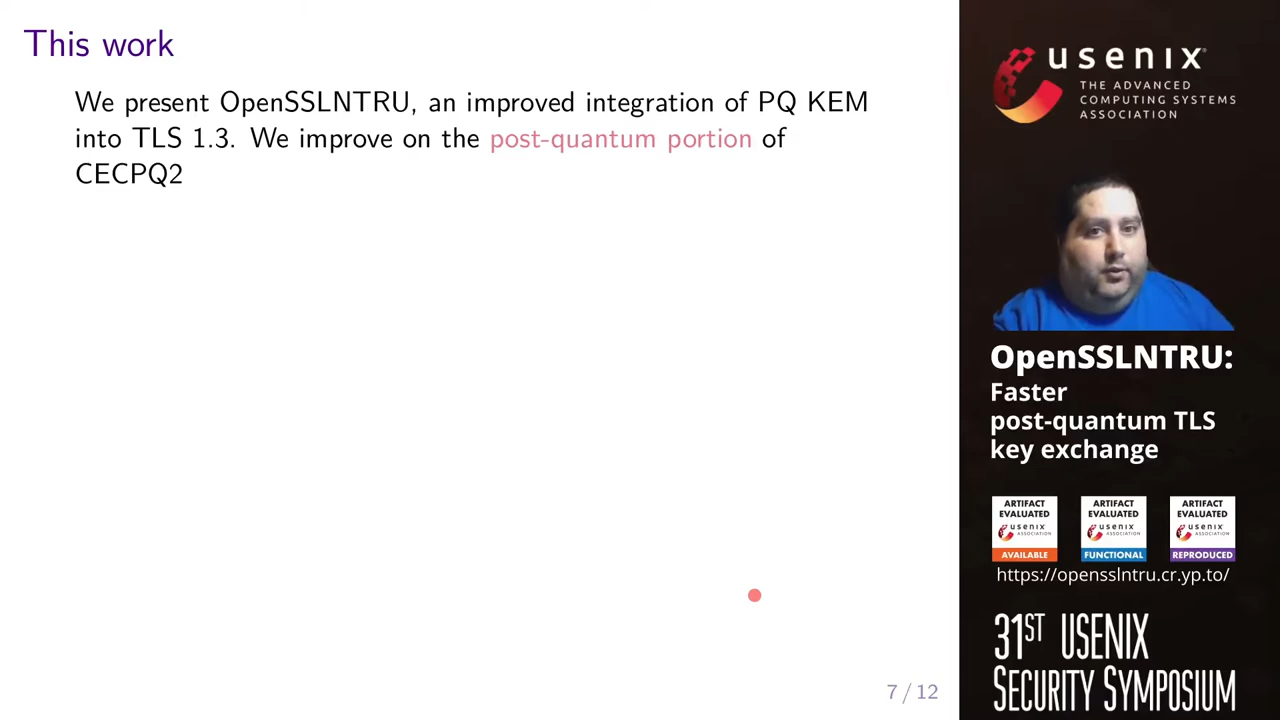 This work
We present OpenSSLNTRU, an improved integration of PQ KEM
into TLS 1.3. We improve on the post-quantum portion of
CECPQ2
7 / 12
usenix
THE ADVANCED
COMPUTING SYSTEMS
ASSOCIATION
OpenSSLNTRU:
Faster
post-quantum TLS
key exchange
ARTIFACT
EVALUATED
usenix
ASSOCIATION
AVAILABLE
ARTIFACT
EVALUATED
usenix
ASSOCIATION
FUNCTIONAL
ARTIFACT
EVALUATED
usenix
ASSOCIATION
REPRODUCED
https://opensslntru.cr.yp.to/
31ST USENIX
SECURITY SYMPOSIUM